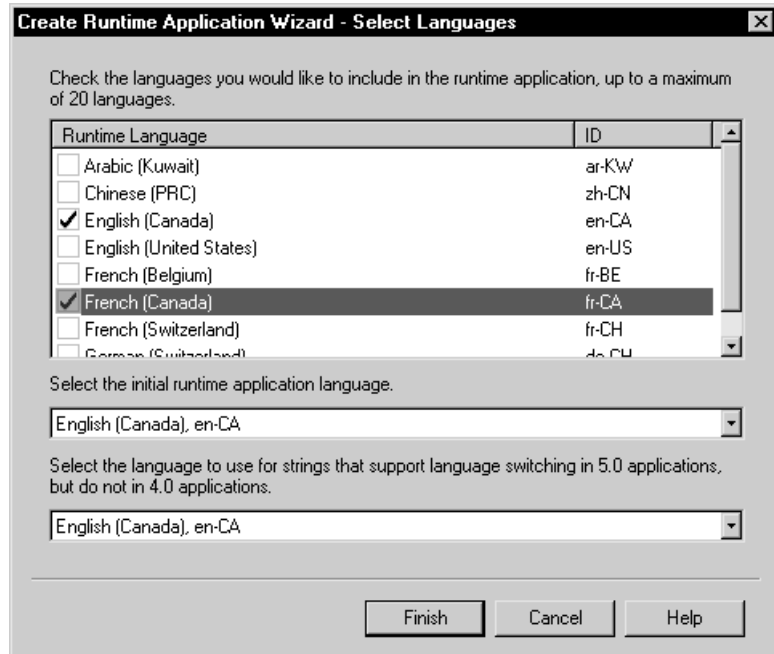 Create Runtime Application Wizard - Select Languages
Check the languages you would like to include in the runtime application, up to a maximum
of 20 languages.
Runtime Language ID
Arabic (Kuwait) ar-KW
Chinese (PRC) zh-CN
English (Canada) en-CA
English (United States) en-US
French (Belgium) fr-BE
French (Canada) fr-CA
French (Switzerland) fr-CH
German (Switzerland) de-CH
Select the initial runtime application language.
English (Canada), en-CA
Select the language to use for strings that support language switching in 5.0 applications,
but do not in 4.0 applications.
English (Canada), en-CA
Finish Cancel Help